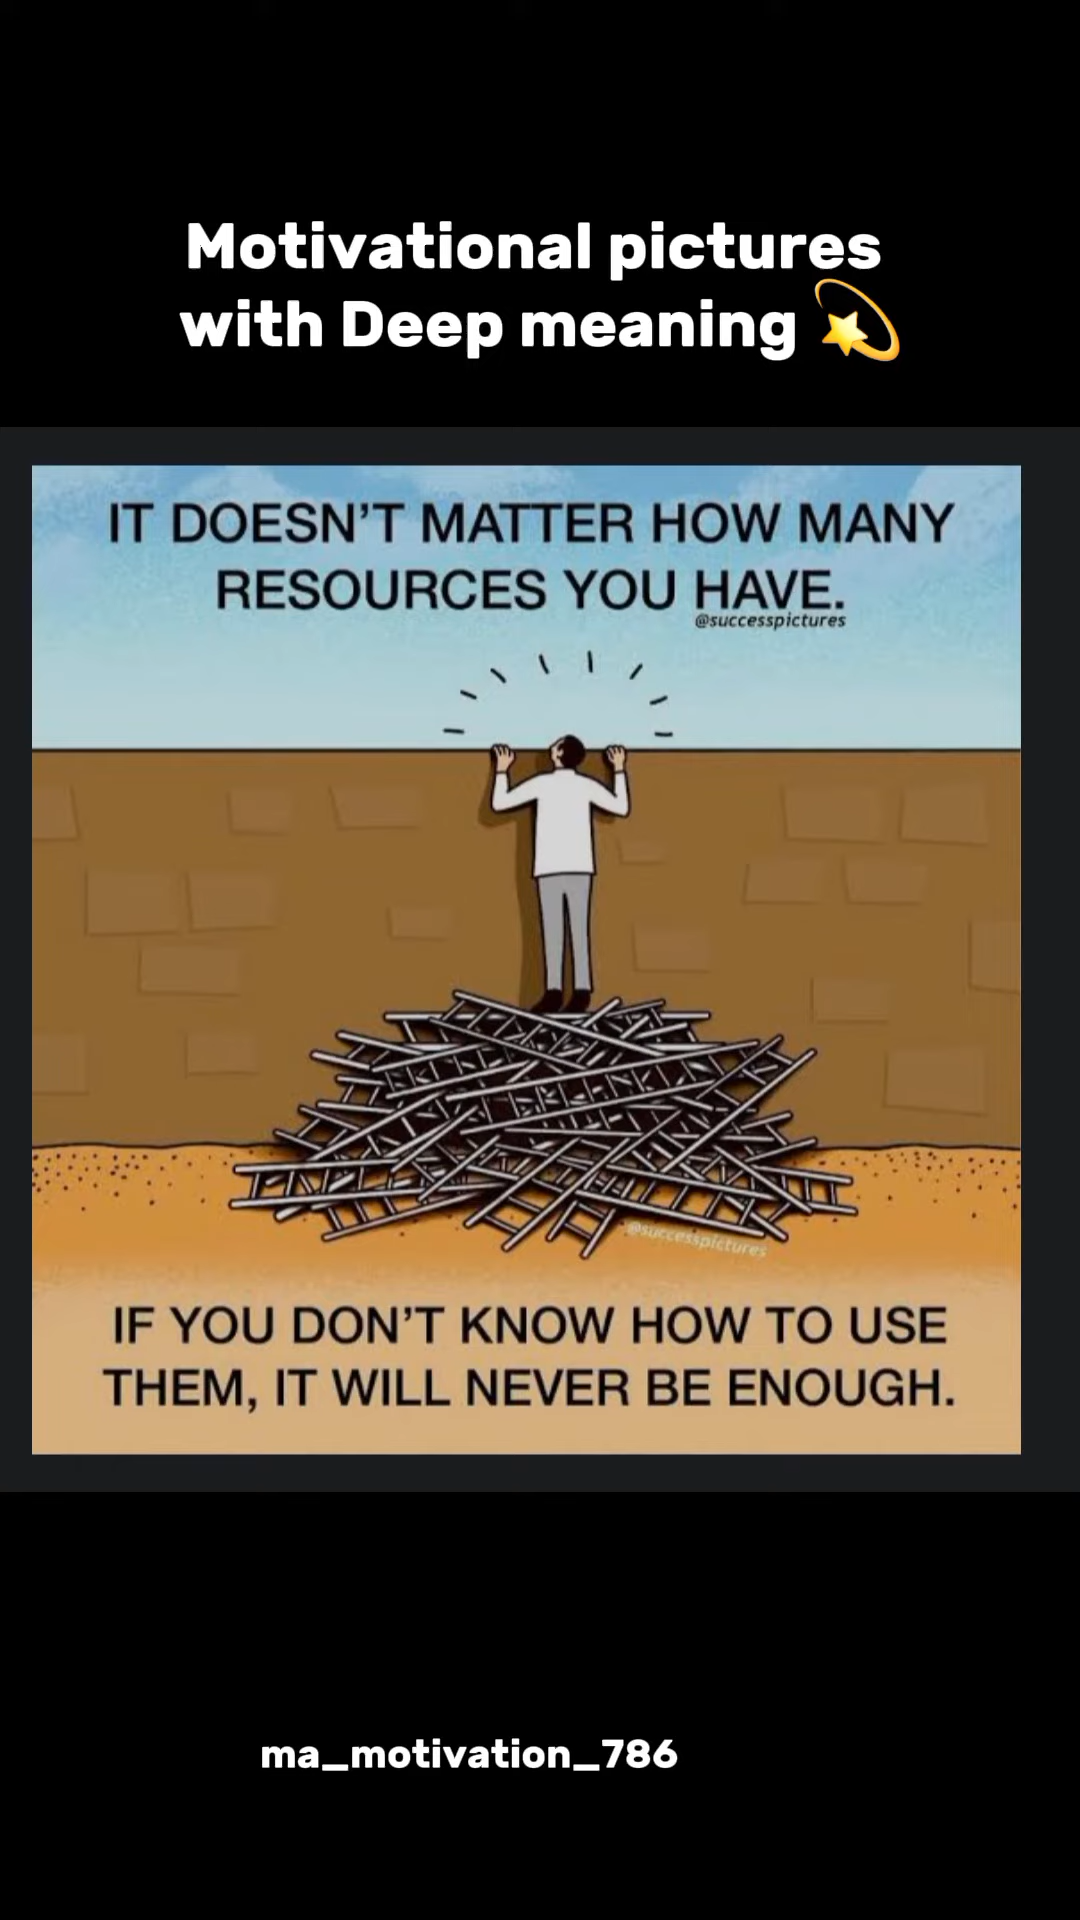 Motivational pictures
with Deep meaning 💫
IT DOESN'T MATTER HOW MANY
RESOURCES YOU HAVE.
@successpictures
@successpictures
IF YOU DON'T KNOW HOW TO USE
THEM, IT WILL NEVER BE ENOUGH.
ma_motivation_786